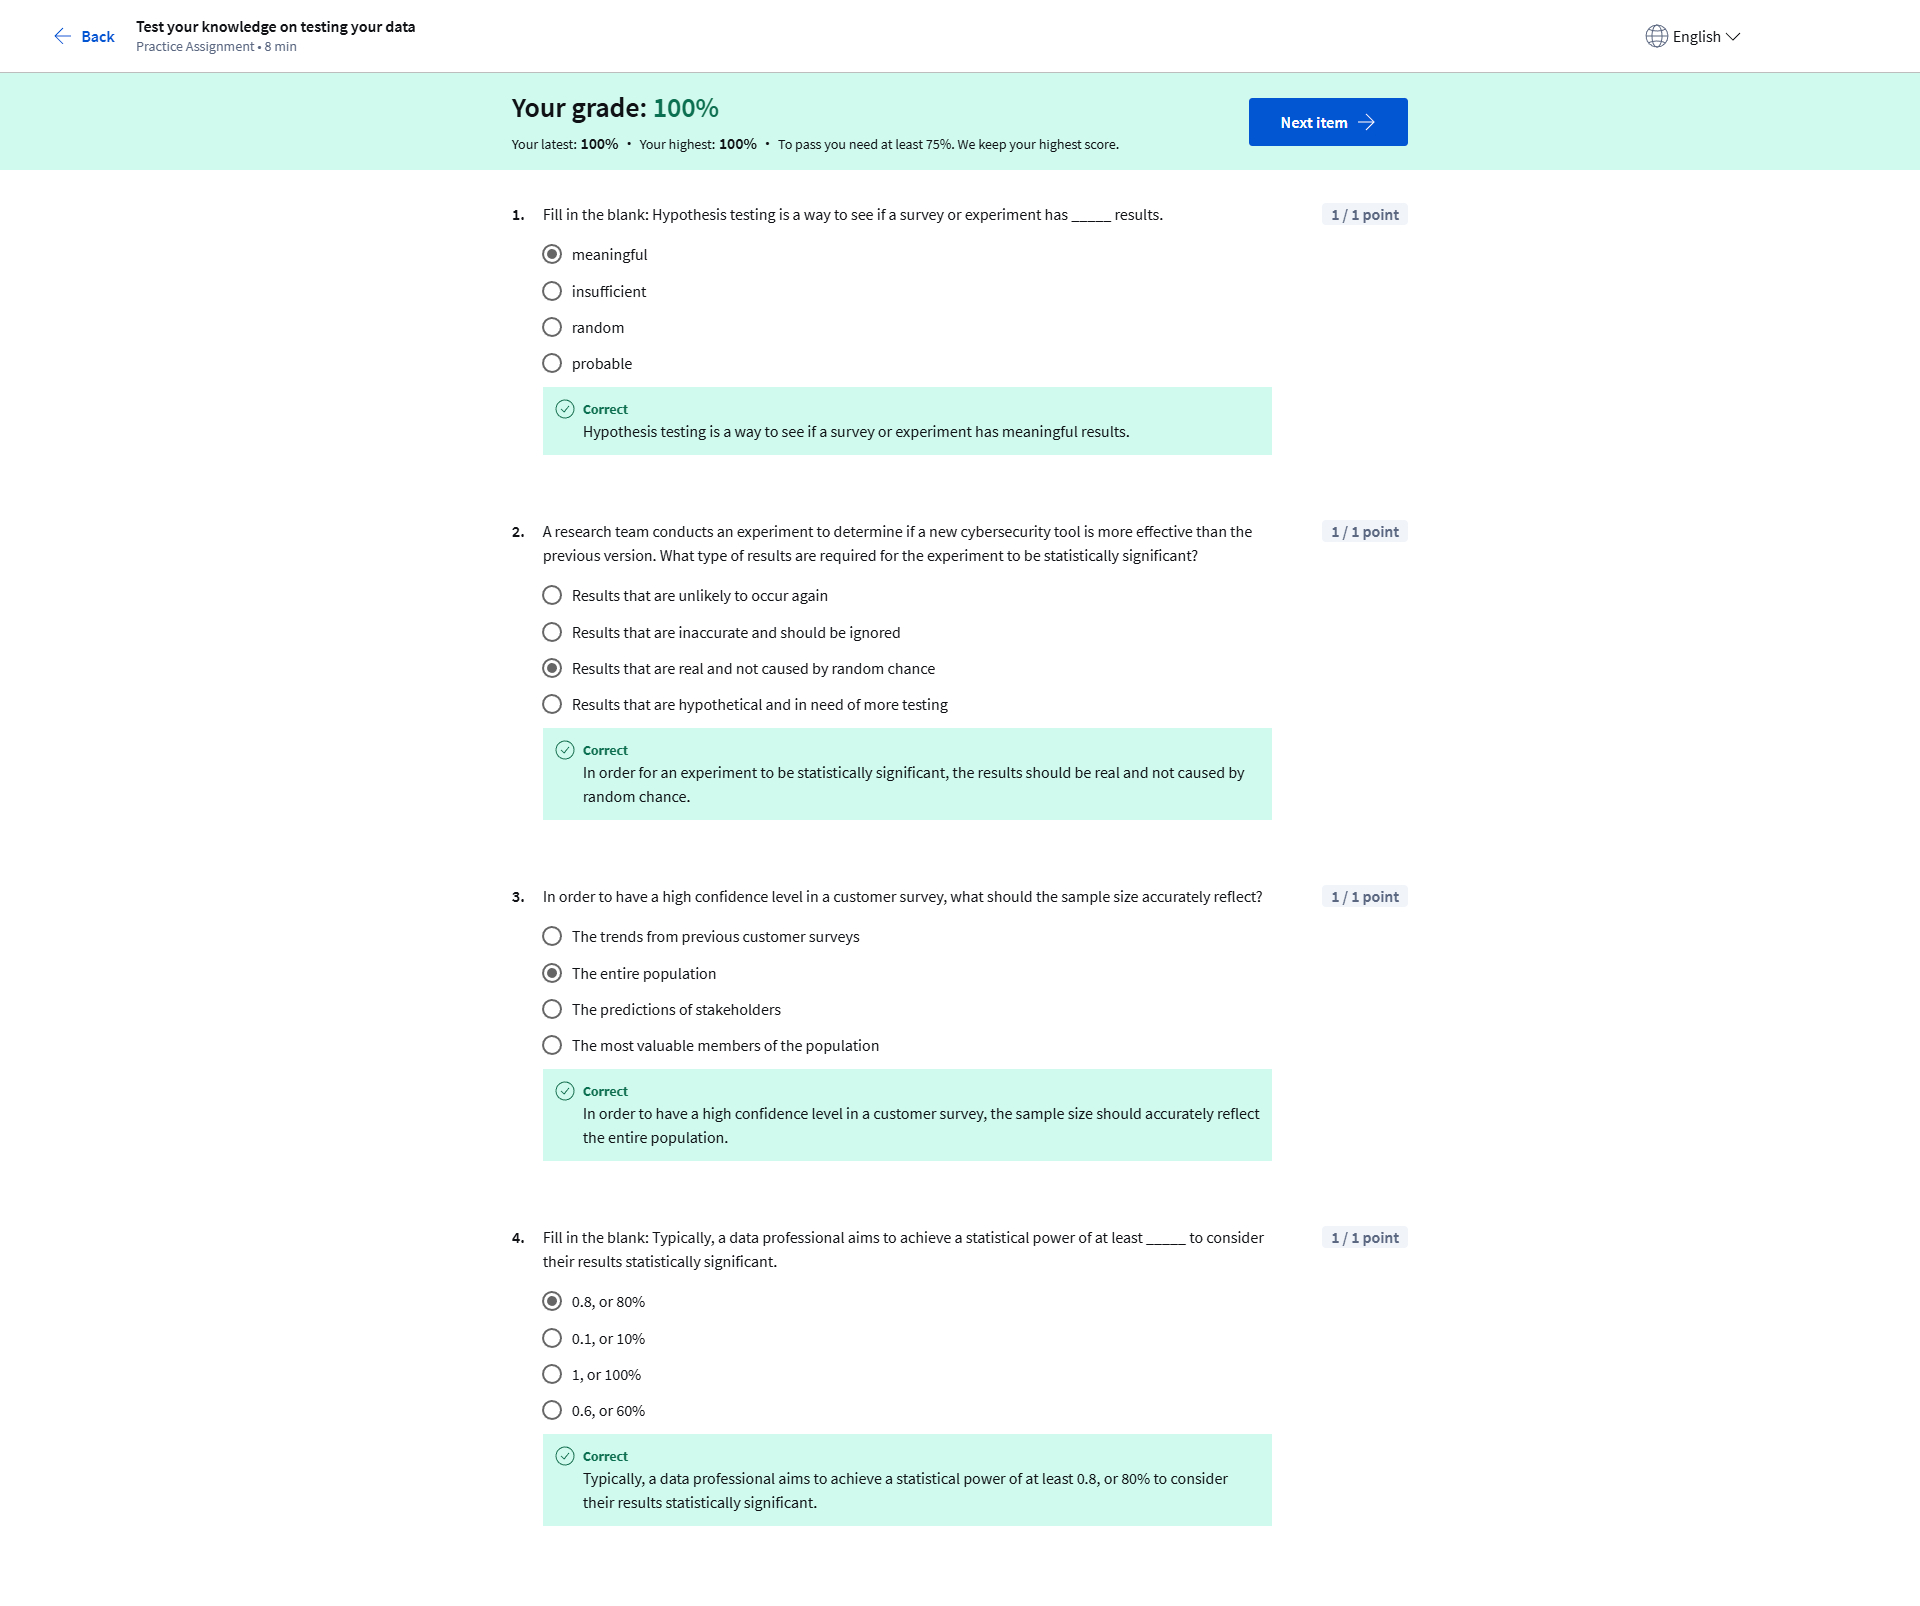 Back
Test your knowledge on testing your data
Practice Assignment • 8 min
English
Your grade: 100%
Your latest: 100% • Your highest: 100% • To pass you need at least 75%. We keep your highest score.
Next item
1. Fill in the blank: Hypothesis testing is a way to see if a survey or experiment has _____ results.
1 / 1 point
meaningful
insufficient
random
probable
Correct
Hypothesis testing is a way to see if a survey or experiment has meaningful results.
2. A research team conducts an experiment to determine if a new cybersecurity tool is more effective than the
previous version. What type of results are required for the experiment to be statistically significant?
1 / 1 point
Results that are unlikely to occur again
Results that are inaccurate and should be ignored
Results that are real and not caused by random chance
Results that are hypothetical and in need of more testing
Correct
In order for an experiment to be statistically significant, the results should be real and not caused by
random chance.
3. In order to have a high confidence level in a customer survey, what should the sample size accurately reflect?
1 / 1 point
The trends from previous customer surveys
The entire population
The predictions of stakeholders
The most valuable members of the population
Correct
In order to have a high confidence level in a customer survey, the sample size should accurately reflect
the entire population.
4. Fill in the blank: Typically, a data professional aims to achieve a statistical power of at least _____ to consider
their results statistically significant.
1 / 1 point
0.8, or 80%
0.1, or 10%
1, or 100%
0.6, or 60%
Correct
Typically, a data professional aims to achieve a statistical power of at least 0.8, or 80% to consider
their results statistically significant.